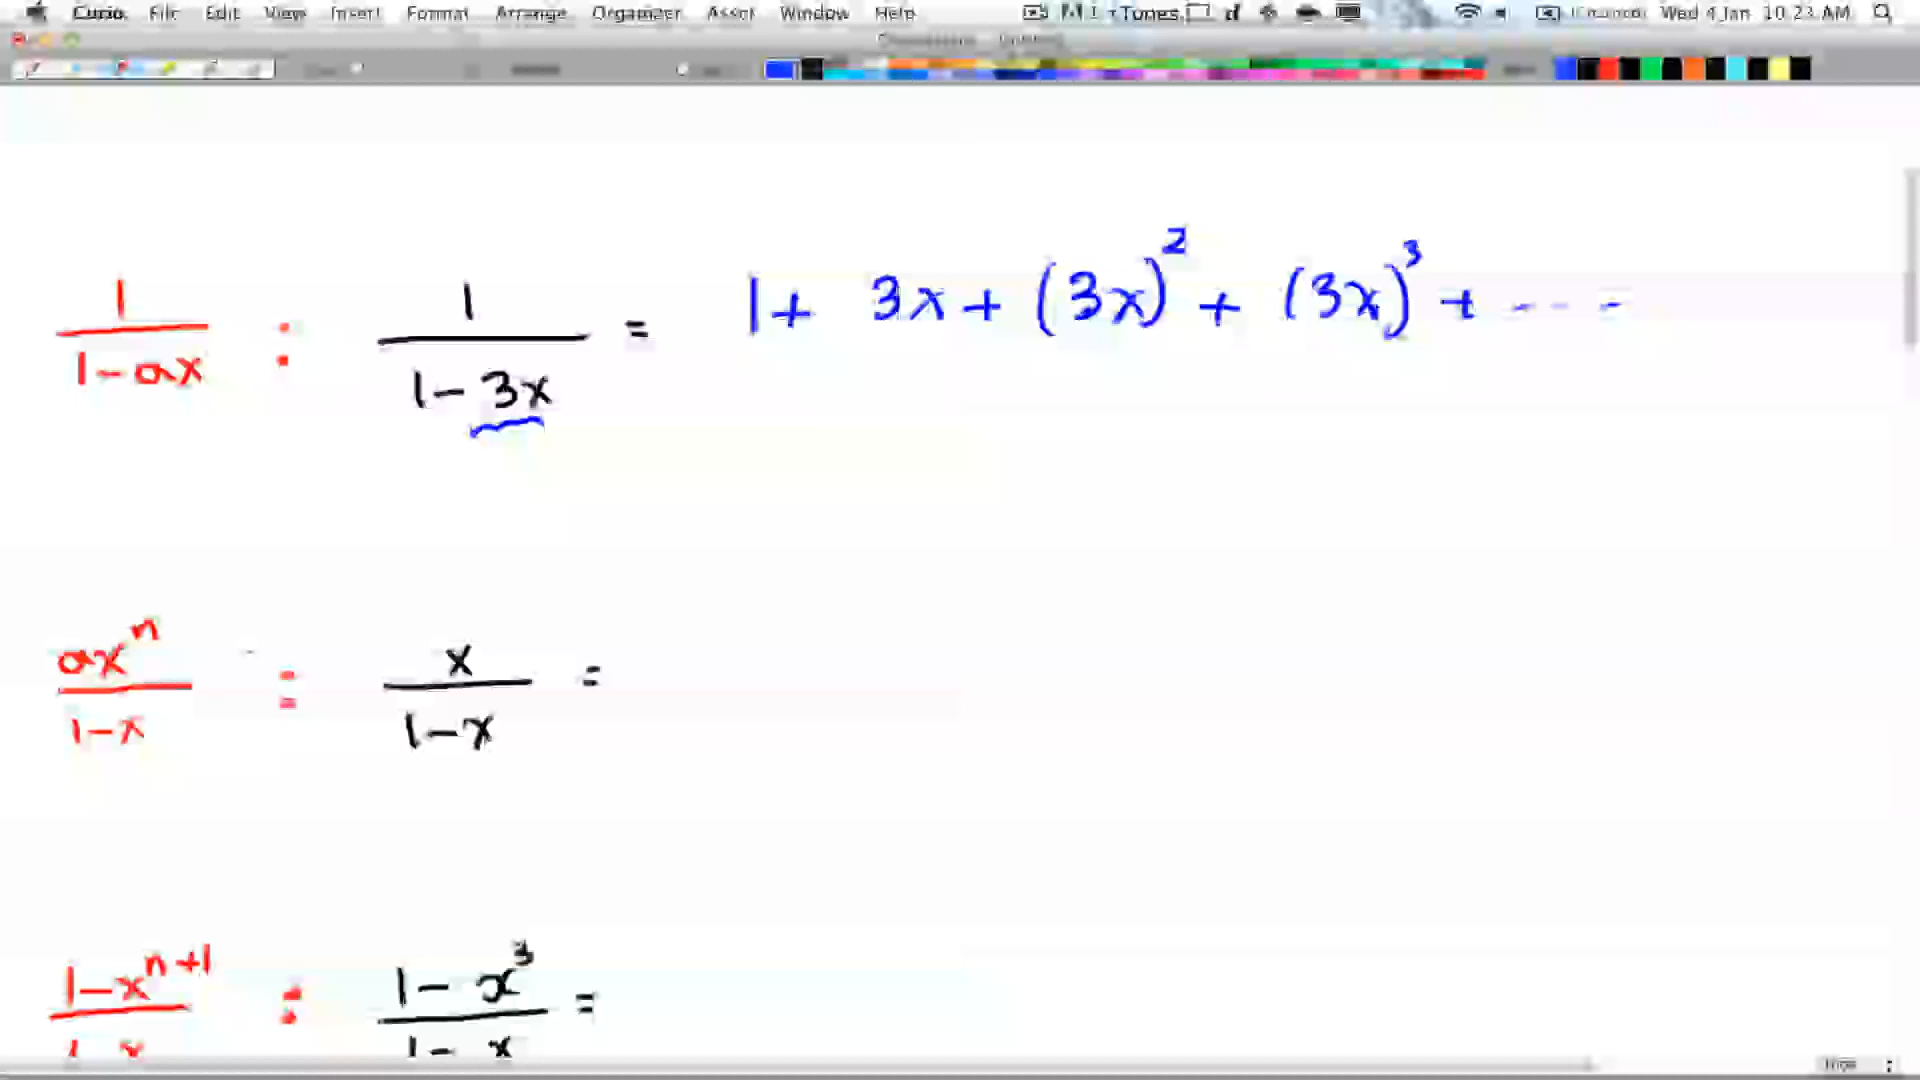 Curio File Edit View Insert Format Arrange Organizer Asset Window Help Wed 4 Jan 10:23 AM
1/(1-ax) : 1/(1-3x) = 1 + 3x + (3x)^2 + (3x)^3 + ....
ax^n/(1-x) : x/(1-x) =
(1-x^(n+1))/(1-x) : (1-x^3)/(1-x) =